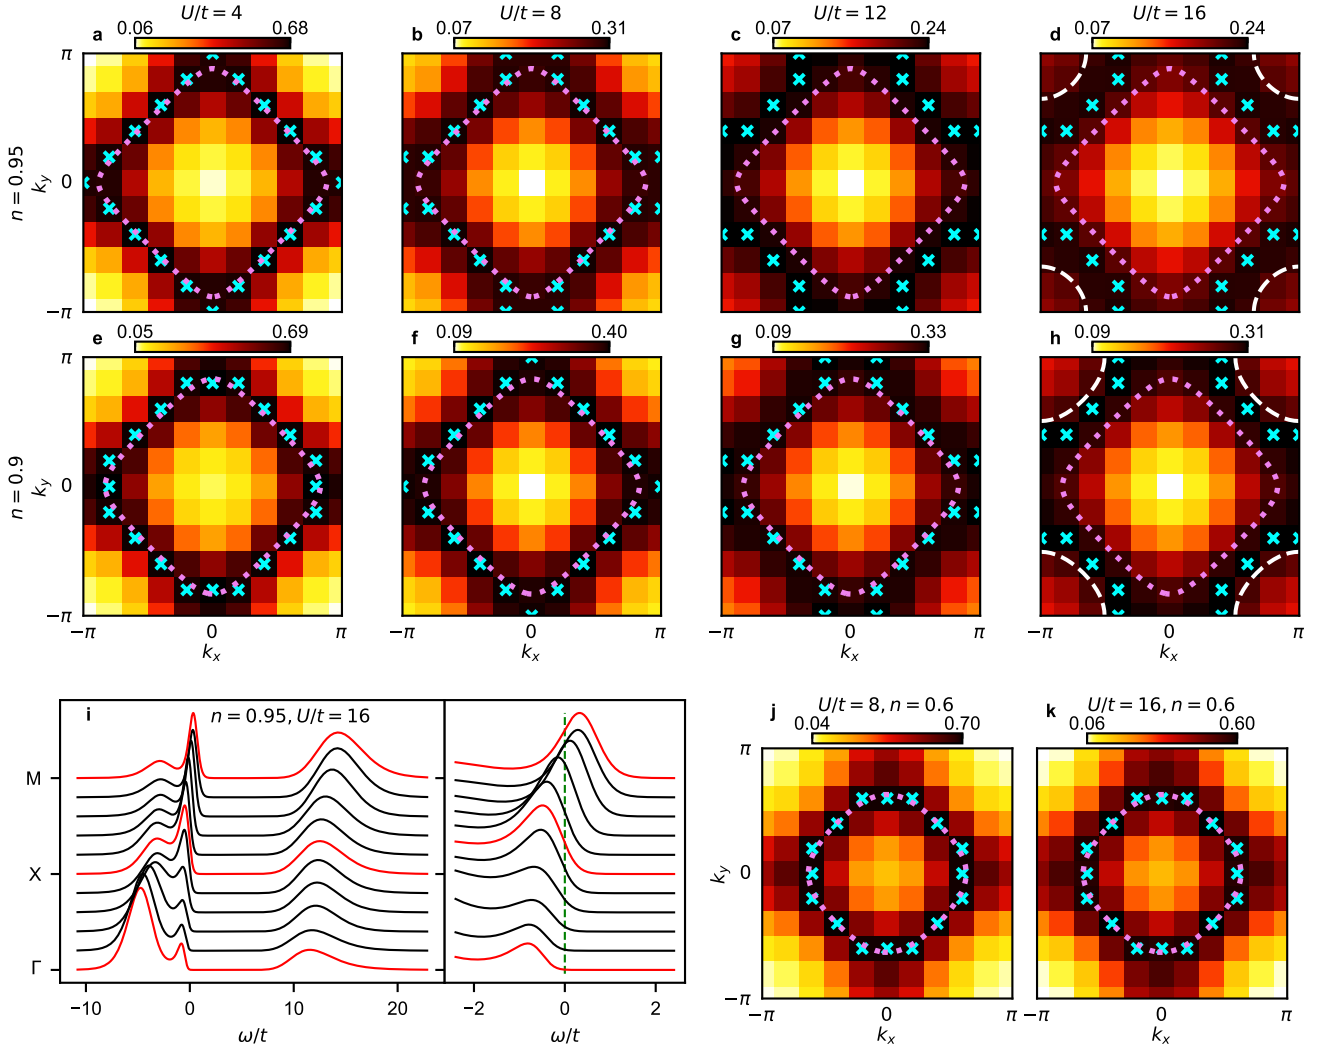 U/t = 4 U/t = 8 U/t = 12 U/t = 16
a 0.06 0.68 b 0.07 0.31 c 0.07 0.24 d 0.07 0.24
n = 0.95
k_y
π
0
−π
e 0.05 0.69 f 0.09 0.40 g 0.09 0.33 h 0.09 0.31
n = 0.9
k_y
π
0
−π
−π 0 π −π 0 π −π 0 π −π 0 π
k_x k_x k_x k_x
i n = 0.95, U/t = 16
M
X
Γ
−10 0 10 20 −2 0 2
ω/t ω/t
j U/t = 8, n = 0.6 k U/t = 16, n = 0.6
0.04 0.70 0.06 0.60
k_y
π π
0 0
−π −π
−π 0 π −π 0 π
k_x k_x